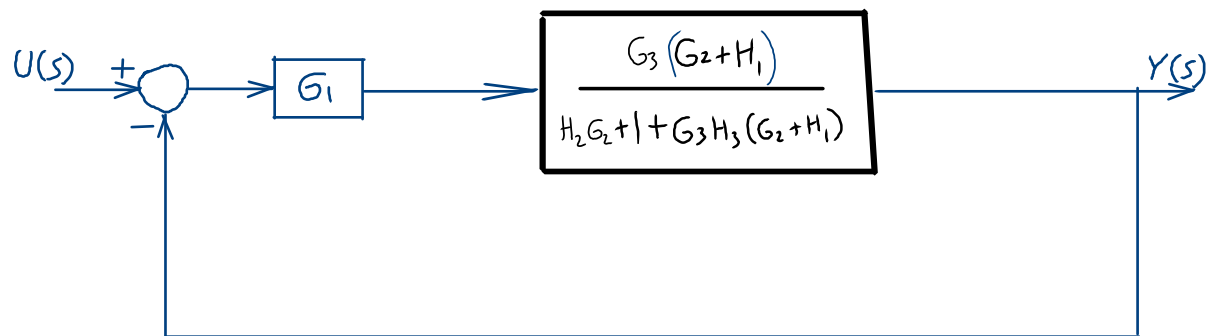 U(s)
+
−
G1
G3(G2+H1)
H2G2+1+G3H3(G2+H1)
Y(s)